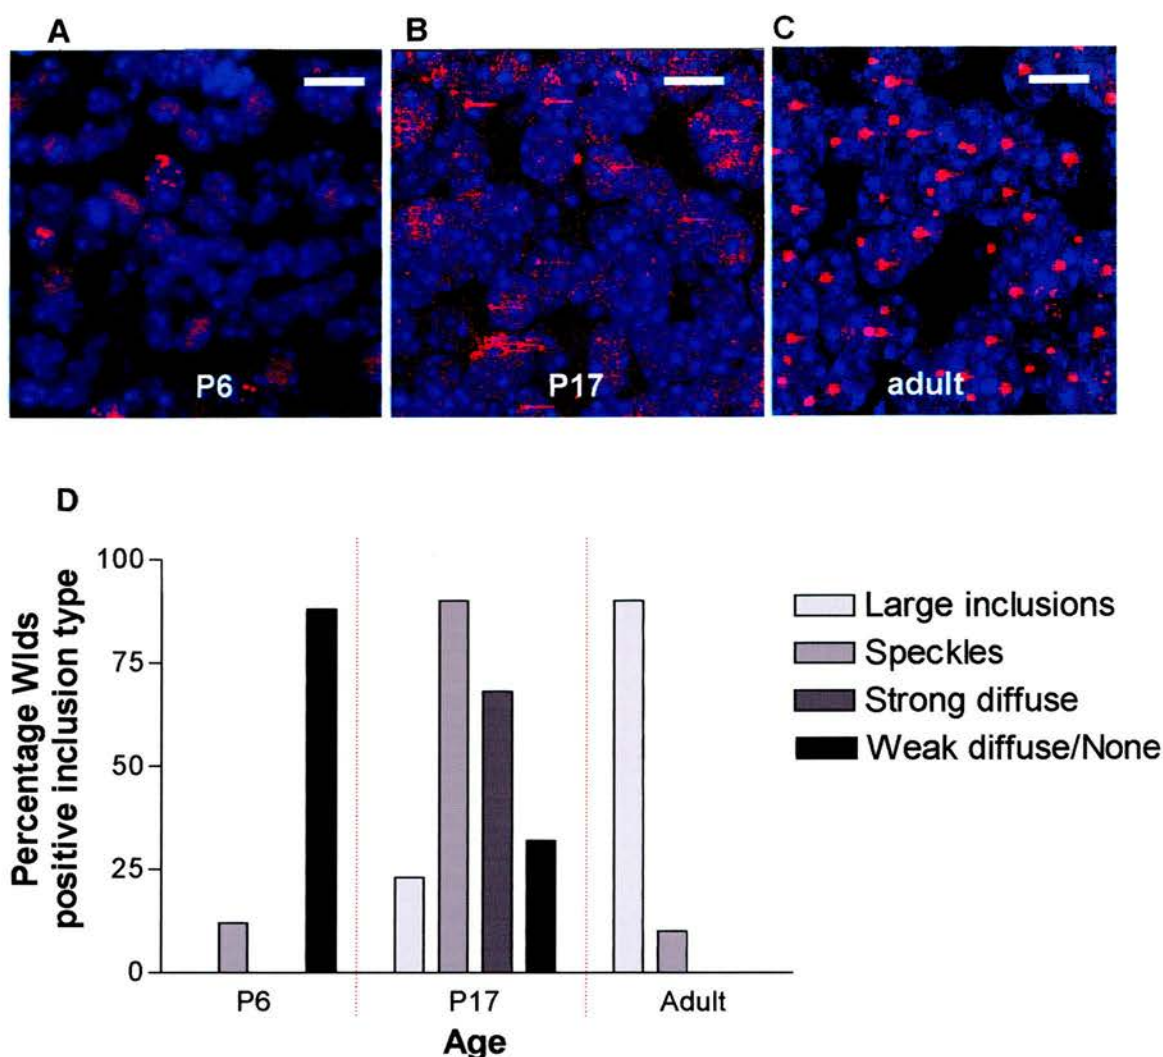 A
B
C
P6
P17
adult
D
Percentage Wlds
positive inclusion type
100
75
50
25
0
P6
P17
Adult
Age
Large inclusions
Speckles
Strong diffuse
Weak diffuse/None